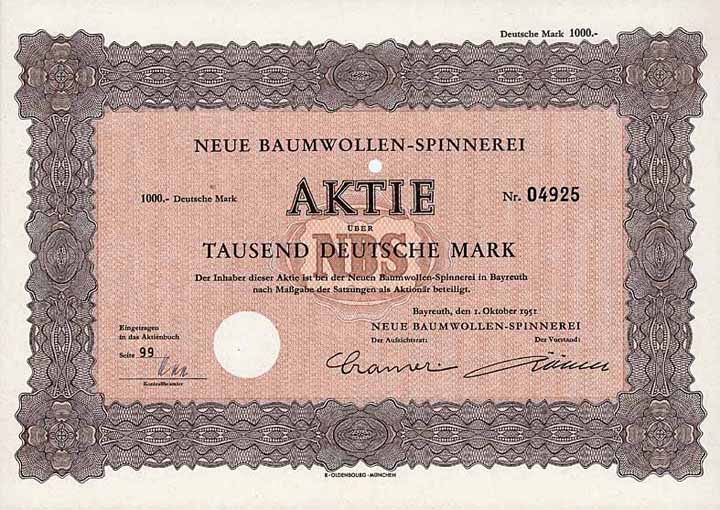 Deutsche Mark 1000.-
NEUE BAUMWOLLEN-SPINNEREI
1000.- Deutsche Mark
AKTIE
Nr. 04925
ÜBER
TAUSEND DEUTSCHE MARK
NBS
Der Inhaber dieser Aktie ist bei der Neuen Baumwollen-Spinnerei in Bayreuth
nach Maßgabe der Satzungen als Aktionär beteiligt.
Bayreuth, den 1. Oktober 1951
NEUE BAUMWOLLEN-SPINNEREI
Der Aufsichtsrat:
Der Vorstand:
Cramer
Eingetragen
in das Aktienbuch
Seite 99
Kontrollbeamter
R·OLDENBOURG·MÜNCHEN